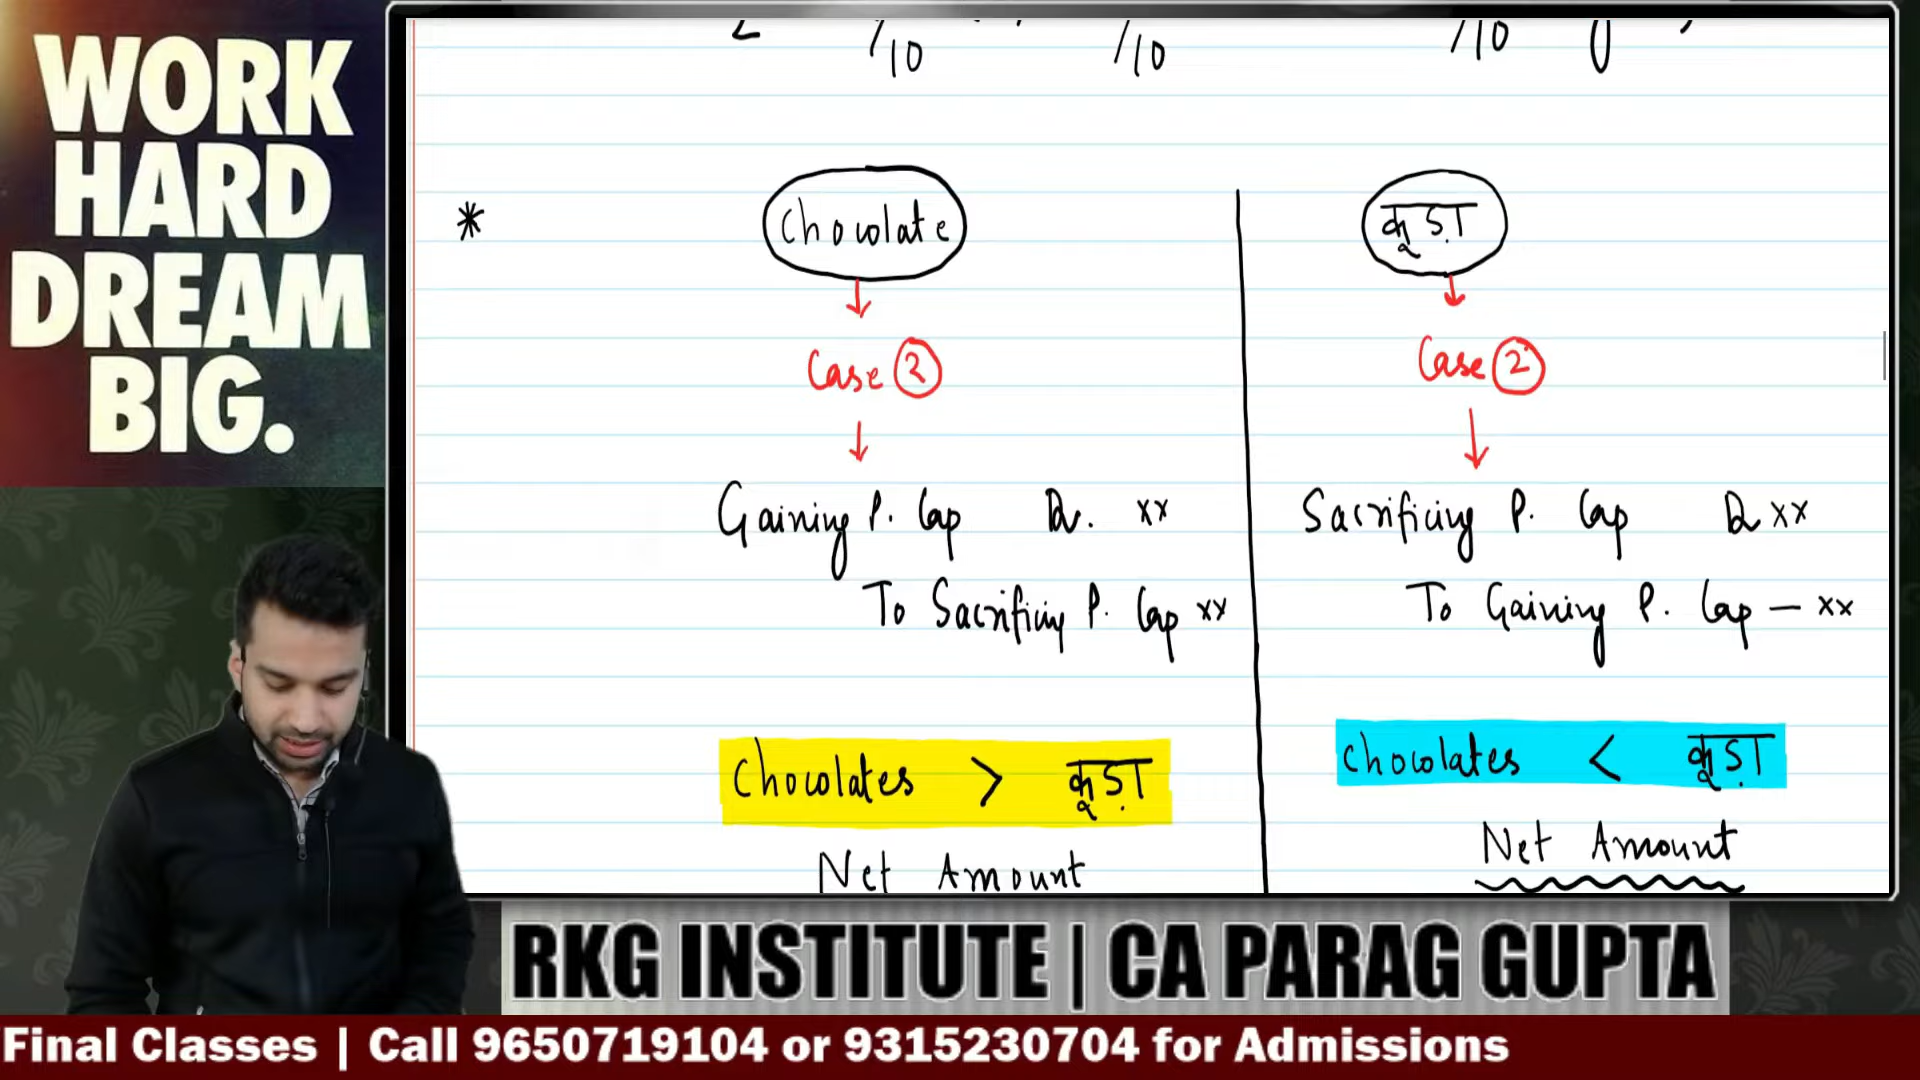 WORK
HARD
DREAM
BIG.
/10 /10 /10
* Chocolate
Case 2
↓
Gaining P. Cap Dr. xx
To Sacrificing P. Cap xx
Chocolates > कूड़ा
Net Amount
कूड़ा
Case 2
↓
Sacrificing P. Cap Dr xx
To Gaining P. Cap — xx
Chocolates < कूड़ा
Net Amount
RKG INSTITUTE | CA PARAG GUPTA
Final Classes | Call 9650719104 or 9315230704 for Admissions